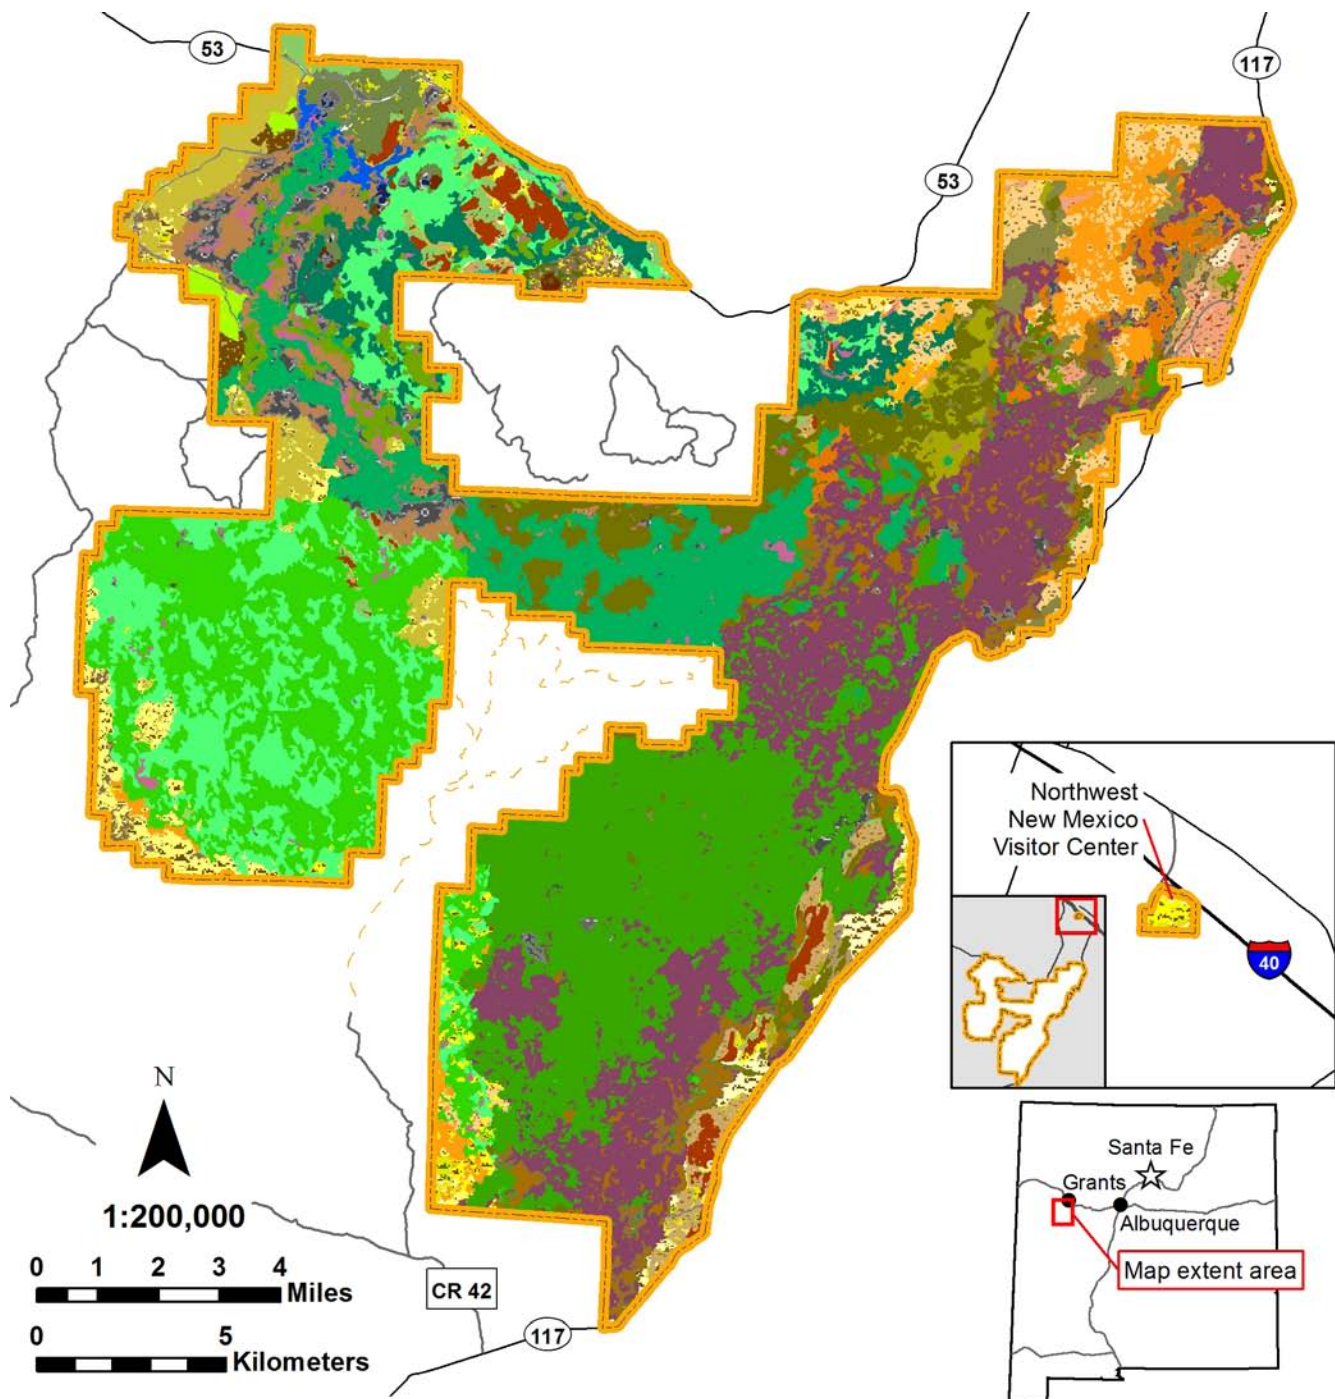 53
117
53
Northwest
New Mexico
Visitor Center
40
N
1:200,000
0 1 2 3 4
Miles
0 5
Kilometers
CR 42
117
Santa Fe
Grants
Albuquerque
Map extent area